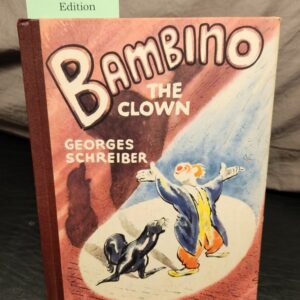 Edition
BAMBINO
THE
CLOWN
GEORGES
SCHREIBER